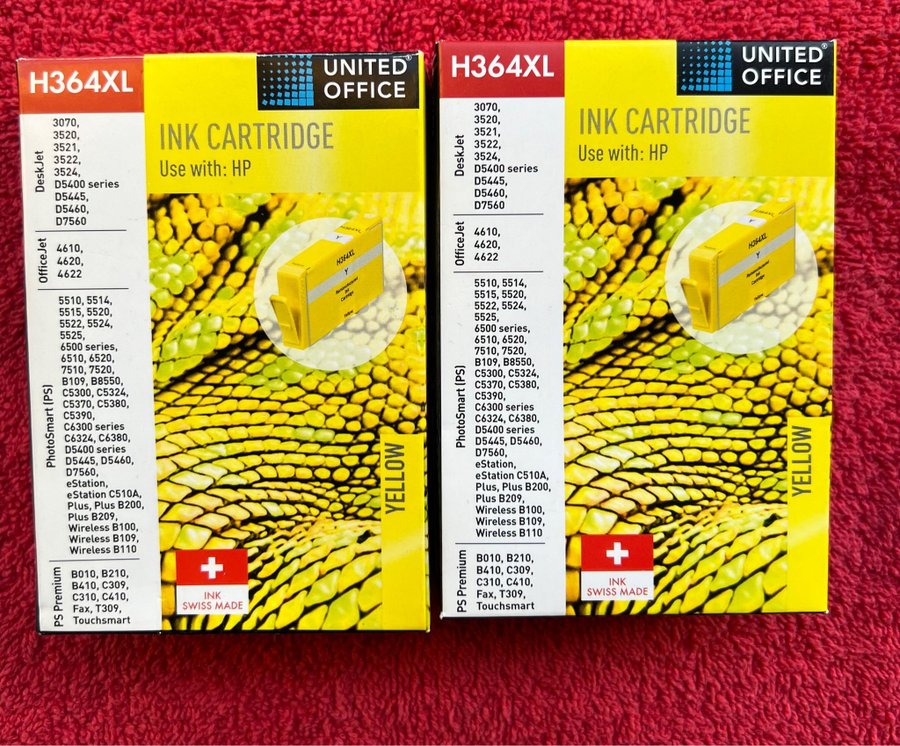 H364XL
UNITED
OFFICE
INK CARTRIDGE
Use with: HP
DeskJet
3070,
3520,
3521,
3522,
3524,
D5400 series
D5445,
D5460,
D7560
OfficeJet
4610,
4620,
4622
PhotoSmart (PS)
5510, 5514,
5515, 5520,
5522, 5524,
5525,
6500 series,
6510, 6520,
7510, 7520,
B109, B8550,
C5300, C5324,
C5370, C5380,
C5390,
C6300 series
C6324, C6380,
D5400 series
D5445, D5460,
D7560,
eStation,
eStation C510A,
Plus, Plus B200,
Plus B209,
Wireless B100,
Wireless B109,
Wireless B110
PS Premium
B010, B210,
B410, C309,
C310, C410,
Fax, T309,
Touchsmart
H364XL
Y
H364XL
Y
Cartridge
Yellow
YELLOW
INK
SWISS MADE
H364XL
UNITED
OFFICE
INK CARTRIDGE
Use with: HP
DeskJet
3070,
3520,
3521,
3522,
3524,
D5400 series
D5445,
D5460,
D7560
OfficeJet
4610,
4620,
4622
PhotoSmart (PS)
5510, 5514,
5515, 5520,
5522, 5524,
5525,
6500 series,
6510, 6520,
7510, 7520,
B109, B8550,
C5300, C5324,
C5370, C5380,
C5390,
C6300 series
C6324, C6380,
D5400 series
D5445, D5460,
D7560,
eStation,
eStation C510A,
Plus, Plus B200,
Plus B209,
Wireless B100,
Wireless B109,
Wireless B110
PS Premium
B010, B210,
B410, C309,
C310, C410,
Fax, T309,
Touchsmart
H364XL
Y
H364XL
Y
Cartridge
Yellow
YELLOW
INK
SWISS MADE